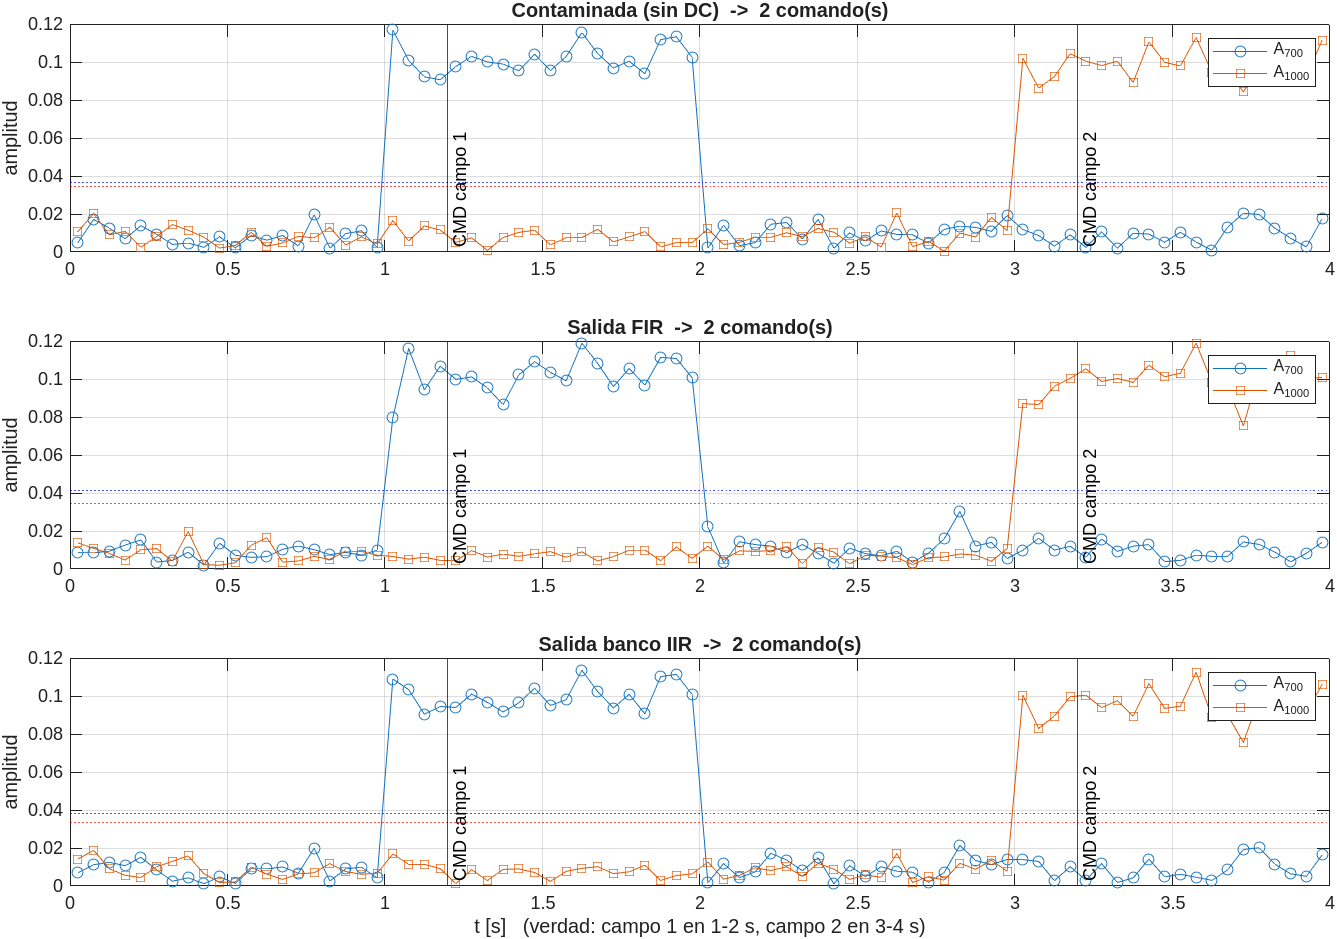 Contaminada (sin DC)  ->  2 comando(s)
0.12
0.1
0.08
0.06
0.04
0.02
0
amplitud
CMD campo 1
CMD campo 2
A700
A1000
0 0.5 1 1.5 2 2.5 3 3.5 4
Salida FIR  ->  2 comando(s)
0.12
0.1
0.08
0.06
0.04
0.02
0
amplitud
CMD campo 1
CMD campo 2
A700
A1000
0 0.5 1 1.5 2 2.5 3 3.5 4
Salida banco IIR  ->  2 comando(s)
0.12
0.1
0.08
0.06
0.04
0.02
0
amplitud
CMD campo 1
CMD campo 2
A700
A1000
0 0.5 1 1.5 2 2.5 3 3.5 4
t [s]   (verdad: campo 1 en 1-2 s, campo 2 en 3-4 s)